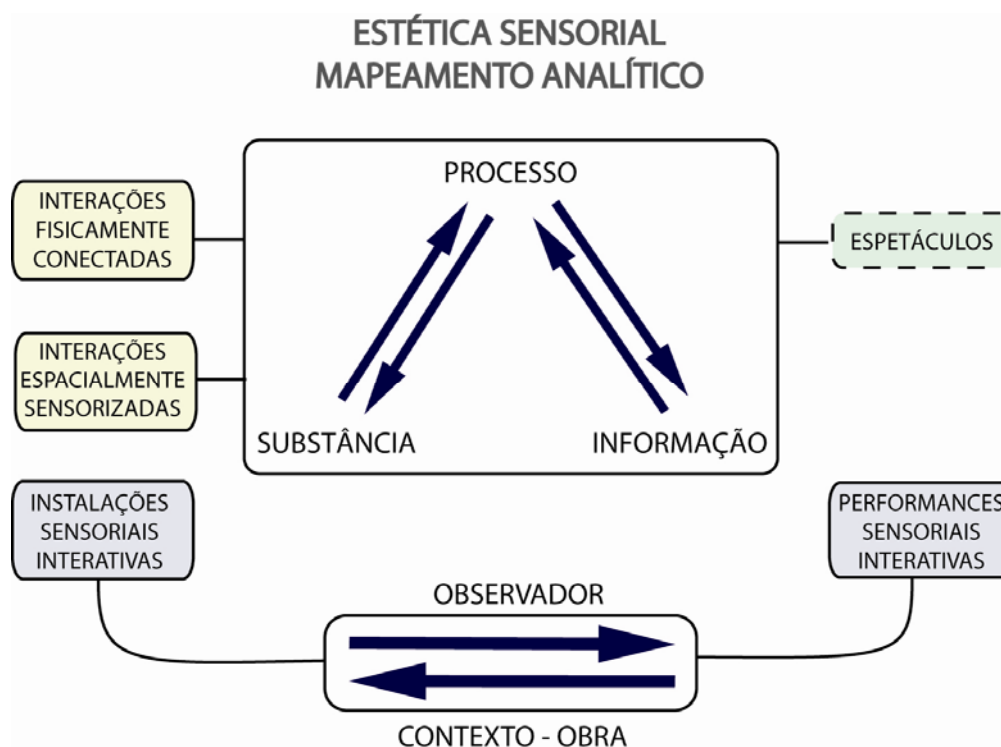 ESTÉTICA SENSORIAL
MAPEAMENTO ANALÍTICO
PROCESSO
INTERAÇÕES
FISICAMENTE
CONECTADAS
ESPETÁCULOS
INTERAÇÕES
ESPACIALMENTE
SENSORIZADAS
SUBSTÂNCIA
INFORMAÇÃO
INSTALAÇÕES
SENSORIAIS
INTERATIVAS
PERFORMANCES
SENSORIAIS
INTERATIVAS
OBSERVADOR
CONTEXTO - OBRA